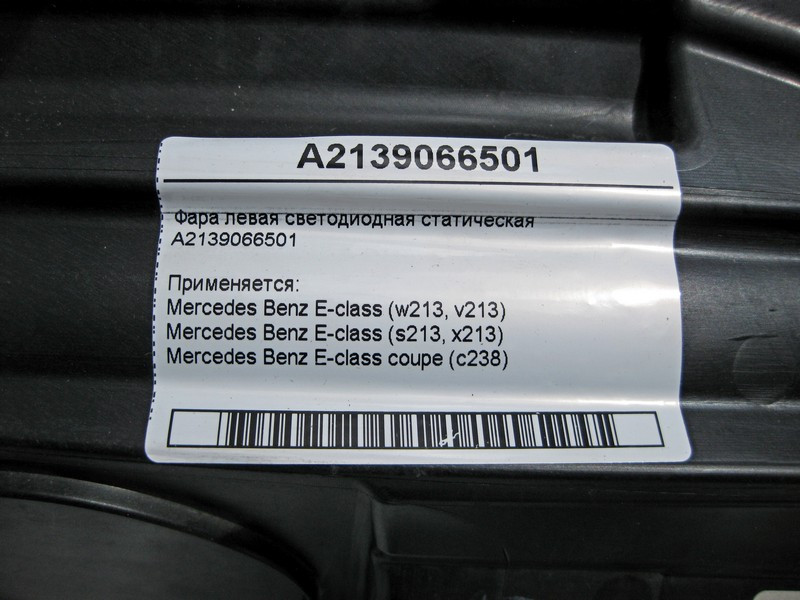 A2139066501
Фара левая светодиодная статическая
A2139066501
Применяется:
Mercedes Benz E-class (w213, v213)
Mercedes Benz E-class (s213, x213)
Mercedes Benz E-class coupe (c238)